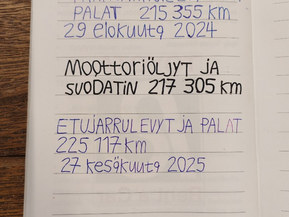 PALAT 215 355 km
29 elokuuta 2024
MOOTTORIÖLJYT JA
SUODATIN 217 305 km
ETUJARRULEVYT JA PALAT
225 117 km
27 kesäkuuta 2025